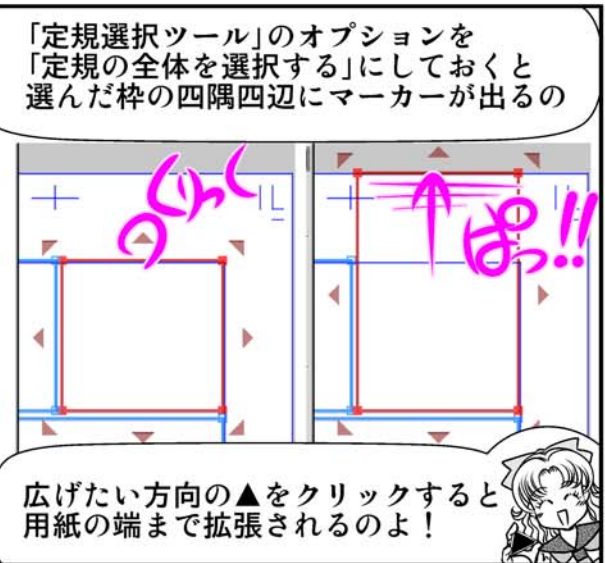 「定規選択ツール」のオプションを
「定規の全体を選択する」にしておくと
選んだ枠の四隅四辺にマーカーが出るの
ぱっ!!
広げたい方向の▲をクリックすると
用紙の端まで拡張されるのよ！